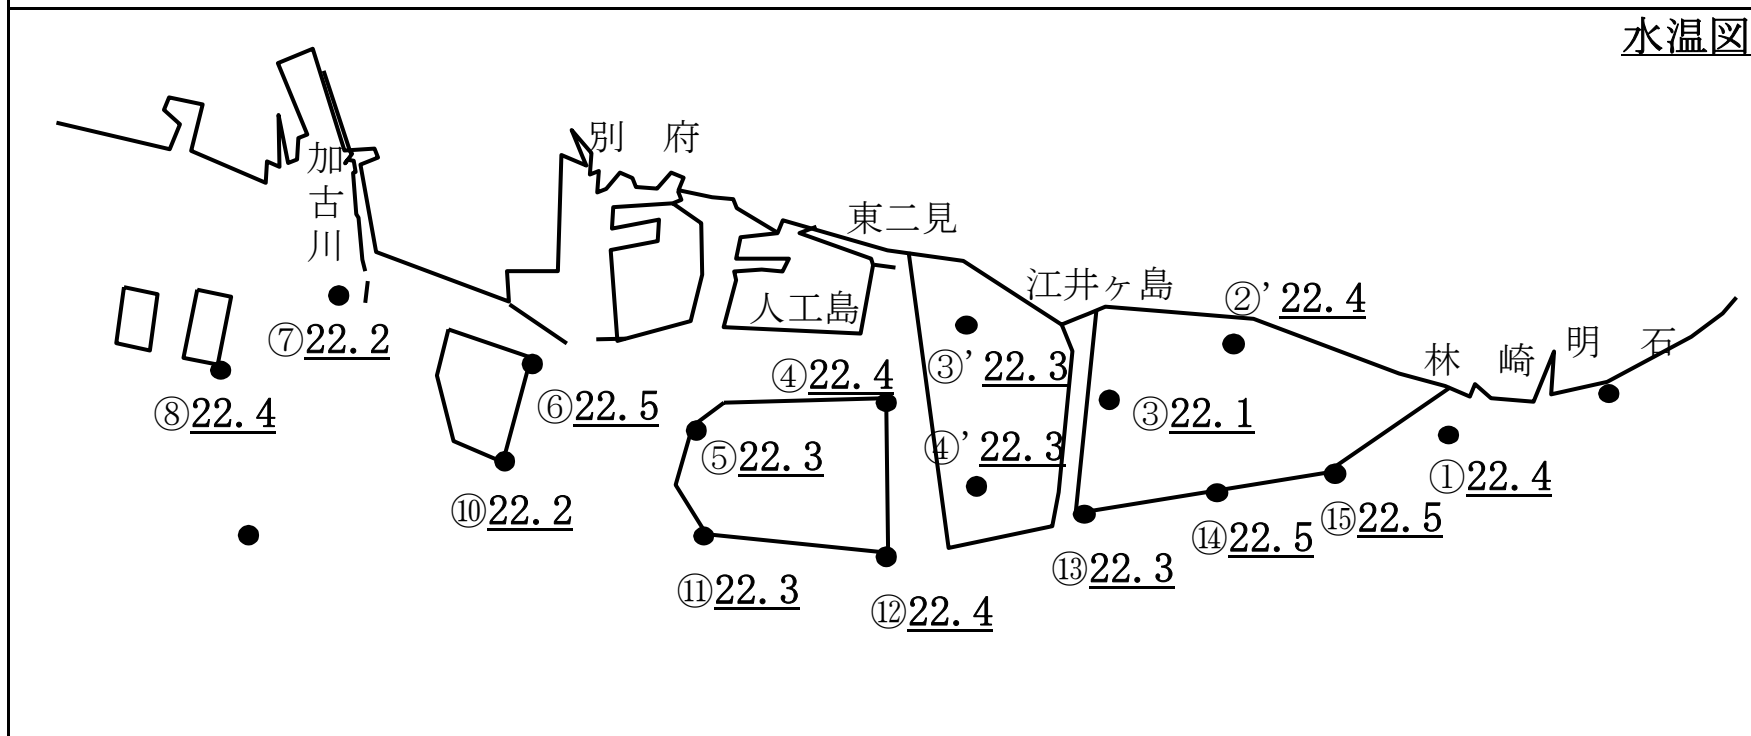 水温図
別 府
加古川
東二見
江井ヶ島
②’22.4
人工島
⑦22.2
林 崎
明 石
③’22.3
④22.4
⑧22.4
⑥22.5
③22.1
④’22.3
⑤22.3
①22.4
⑩22.2
⑮22.5
⑭22.5
⑬22.3
⑪22.3
⑫22.4